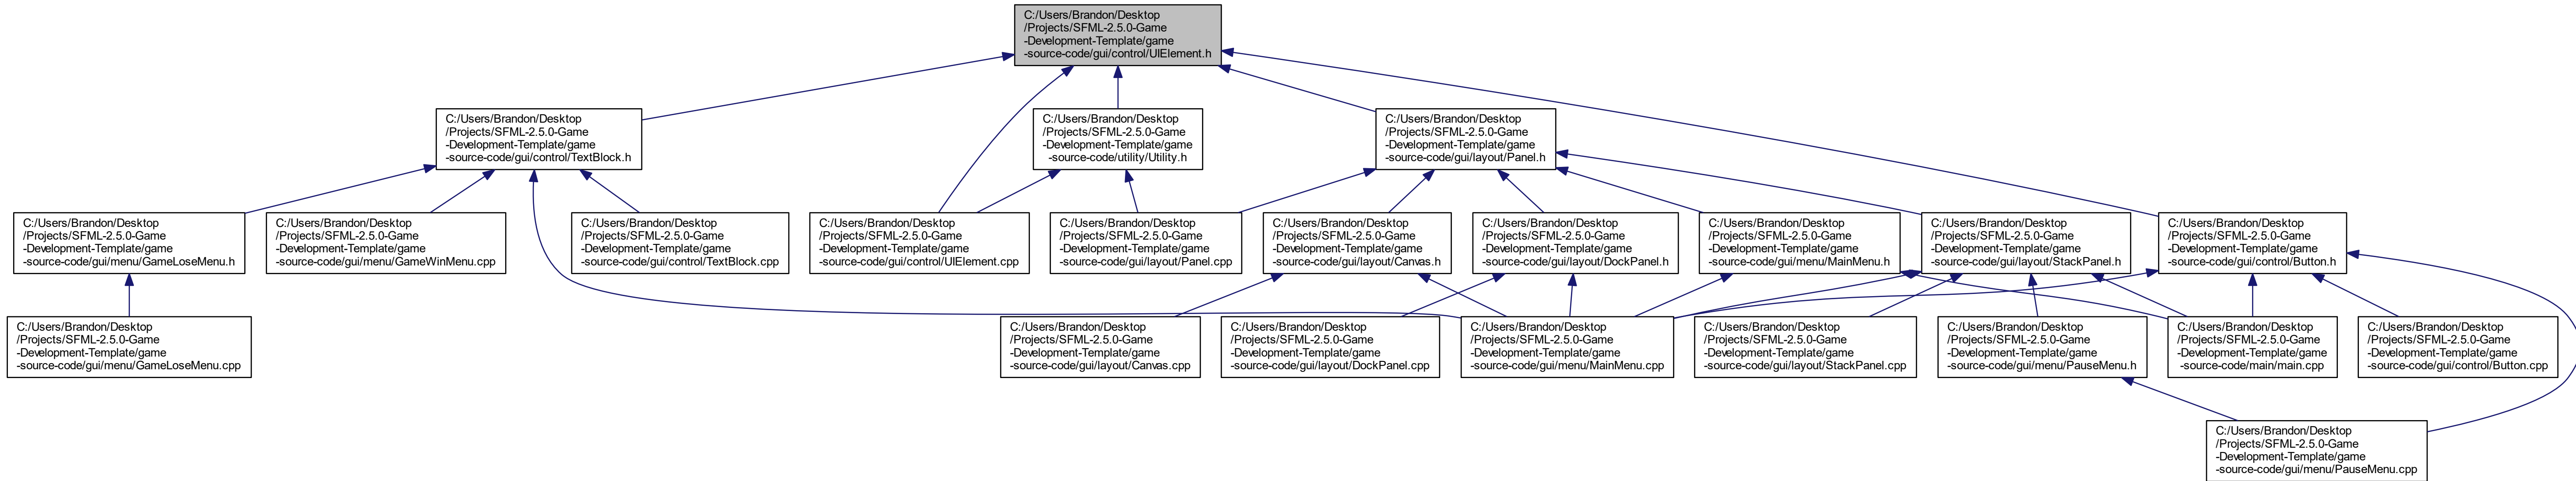 C:/Users/Brandon/Desktop
/Projects/SFML-2.5.0-Game
-Development-Template/game
-source-code/gui/control/UIElement.h
C:/Users/Brandon/Desktop
/Projects/SFML-2.5.0-Game
-Development-Template/game
-source-code/gui/control/TextBlock.h
C:/Users/Brandon/Desktop
/Projects/SFML-2.5.0-Game
-Development-Template/game
-source-code/utility/Utility.h
C:/Users/Brandon/Desktop
/Projects/SFML-2.5.0-Game
-Development-Template/game
-source-code/gui/layout/Panel.h
C:/Users/Brandon/Desktop
/Projects/SFML-2.5.0-Game
-Development-Template/game
-source-code/gui/menu/GameLoseMenu.h
C:/Users/Brandon/Desktop
/Projects/SFML-2.5.0-Game
-Development-Template/game
-source-code/gui/menu/GameWinMenu.cpp
C:/Users/Brandon/Desktop
/Projects/SFML-2.5.0-Game
-Development-Template/game
-source-code/gui/control/TextBlock.cpp
C:/Users/Brandon/Desktop
/Projects/SFML-2.5.0-Game
-Development-Template/game
-source-code/gui/control/UIElement.cpp
C:/Users/Brandon/Desktop
/Projects/SFML-2.5.0-Game
-Development-Template/game
-source-code/gui/layout/Panel.cpp
C:/Users/Brandon/Desktop
/Projects/SFML-2.5.0-Game
-Development-Template/game
-source-code/gui/layout/Canvas.h
C:/Users/Brandon/Desktop
/Projects/SFML-2.5.0-Game
-Development-Template/game
-source-code/gui/layout/DockPanel.h
C:/Users/Brandon/Desktop
/Projects/SFML-2.5.0-Game
-Development-Template/game
-source-code/gui/menu/MainMenu.h
C:/Users/Brandon/Desktop
/Projects/SFML-2.5.0-Game
-Development-Template/game
-source-code/gui/layout/StackPanel.h
C:/Users/Brandon/Desktop
/Projects/SFML-2.5.0-Game
-Development-Template/game
-source-code/gui/control/Button.h
C:/Users/Brandon/Desktop
/Projects/SFML-2.5.0-Game
-Development-Template/game
-source-code/gui/menu/GameLoseMenu.cpp
C:/Users/Brandon/Desktop
/Projects/SFML-2.5.0-Game
-Development-Template/game
-source-code/gui/layout/Canvas.cpp
C:/Users/Brandon/Desktop
/Projects/SFML-2.5.0-Game
-Development-Template/game
-source-code/gui/layout/DockPanel.cpp
C:/Users/Brandon/Desktop
/Projects/SFML-2.5.0-Game
-Development-Template/game
-source-code/gui/menu/MainMenu.cpp
C:/Users/Brandon/Desktop
/Projects/SFML-2.5.0-Game
-Development-Template/game
-source-code/gui/layout/StackPanel.cpp
C:/Users/Brandon/Desktop
/Projects/SFML-2.5.0-Game
-Development-Template/game
-source-code/gui/menu/PauseMenu.h
C:/Users/Brandon/Desktop
/Projects/SFML-2.5.0-Game
-Development-Template/game
-source-code/main/main.cpp
C:/Users/Brandon/Desktop
/Projects/SFML-2.5.0-Game
-Development-Template/game
-source-code/gui/control/Button.cpp
C:/Users/Brandon/Desktop
/Projects/SFML-2.5.0-Game
-Development-Template/game
-source-code/gui/menu/PauseMenu.cpp